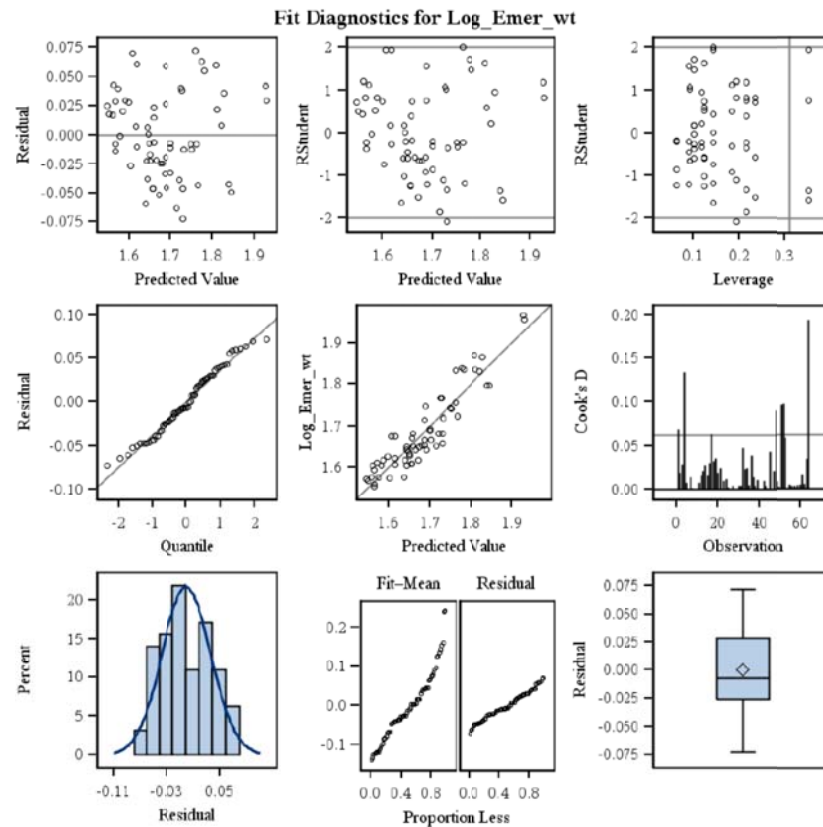 Fit Diagnostics for Log_Emer_wt
0.075
0.050
0.025
0.000
-0.025
-0.050
-0.075
Residual
1.6 1.7 1.8 1.9
Predicted Value
2
1
0
-1
-2
RStudent
1.6 1.7 1.8 1.9
Predicted Value
2
1
0
-1
-2
RStudent
0.1 0.2 0.3
Leverage
0.10
0.05
0.00
-0.05
-0.10
Residual
-2 -1 0 1 2
Quantile
1.9
1.8
1.7
1.6
Log_Emer_wt
1.6 1.7 1.8 1.9
Predicted Value
0.20
0.15
0.10
0.05
0.00
Cook's D
0 20 40 60
Observation
20
15
10
5
0
Percent
-0.11 -0.03 0.05
Residual
Fit–Mean Residual
0.2
0.1
0.0
-0.1
0.0 0.4 0.8 0.0 0.4 0.8
Proportion Less
0.075
0.050
0.025
0.000
-0.025
-0.050
-0.075
Residual